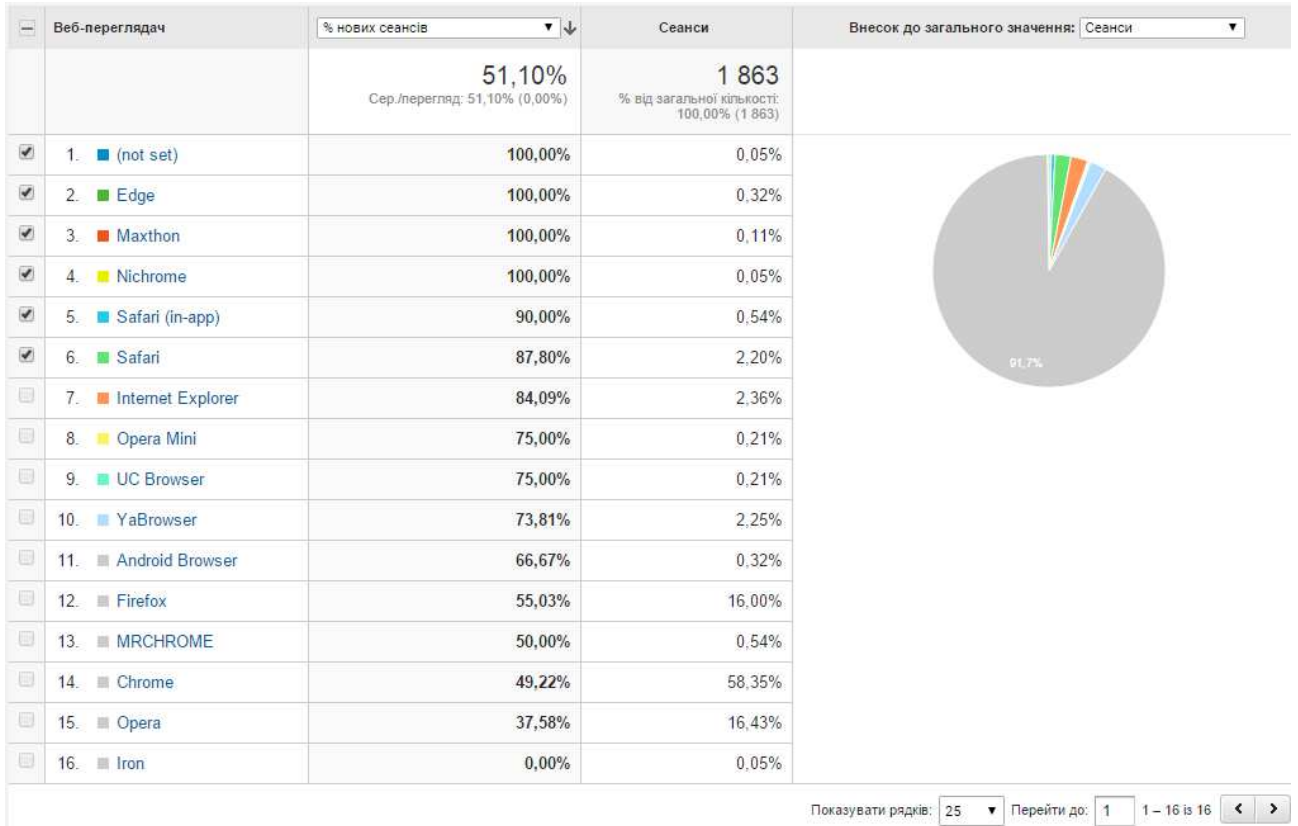 Веб-переглядач % нових сеансів Сеанси Внесок до загального значення: Сеанси
51,10% 1 863
Сер./перегляд: 51,10% (0,00%) % від загальної кількості:
100,00% (1 863)
1. (not set) 100,00% 0,05%
2. Edge 100,00% 0,32%
3. Maxthon 100,00% 0,11%
4. Nichrome 100,00% 0,05%
5. Safari (in-app) 90,00% 0,54%
6. Safari 87,80% 2,20%
91,7%
7. Internet Explorer 84,09% 2,36%
8. Opera Mini 75,00% 0,21%
9. UC Browser 75,00% 0,21%
10. YaBrowser 73,81% 2,25%
11. Android Browser 66,67% 0,32%
12. Firefox 55,03% 16,00%
13. MRCHROME 50,00% 0,54%
14. Chrome 49,22% 58,35%
15. Opera 37,58% 16,43%
16. Iron 0,00% 0,05%
Показувати рядків: 25 Перейти до: 1 1 – 16 із 16